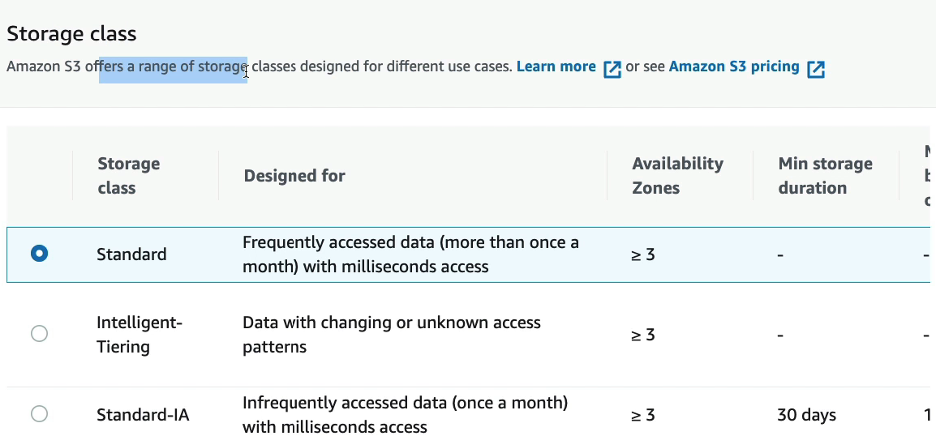 Storage class
Amazon S3 offers a range of storage classes designed for different use cases. Learn more or see Amazon S3 pricing
Storage
class
Designed for
Availability
Zones
Min storage
duration
Standard
Frequently accessed data (more than once a
month) with milliseconds access
≥ 3
-
-
Intelligent-
Tiering
Data with changing or unknown access
patterns
≥ 3
-
-
Standard-IA
Infrequently accessed data (once a month)
with milliseconds access
≥ 3
30 days